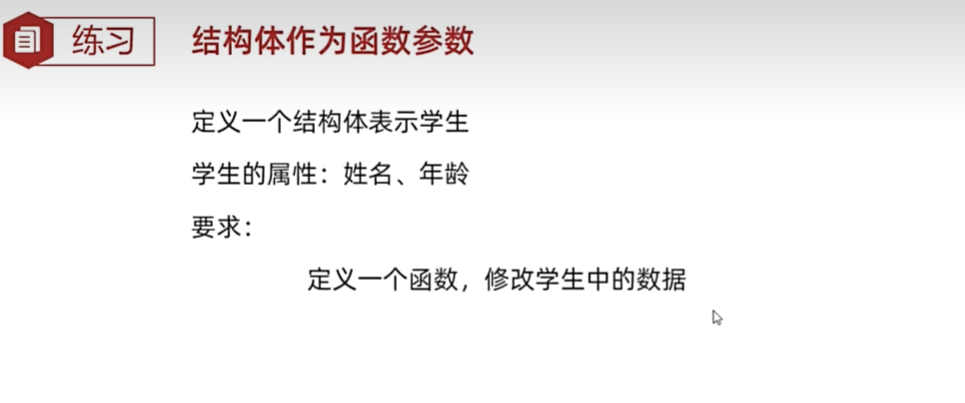 练习
结构体作为函数参数
定义一个结构体表示学生
学生的属性：姓名、年龄
要求：
定义一个函数，修改学生中的数据